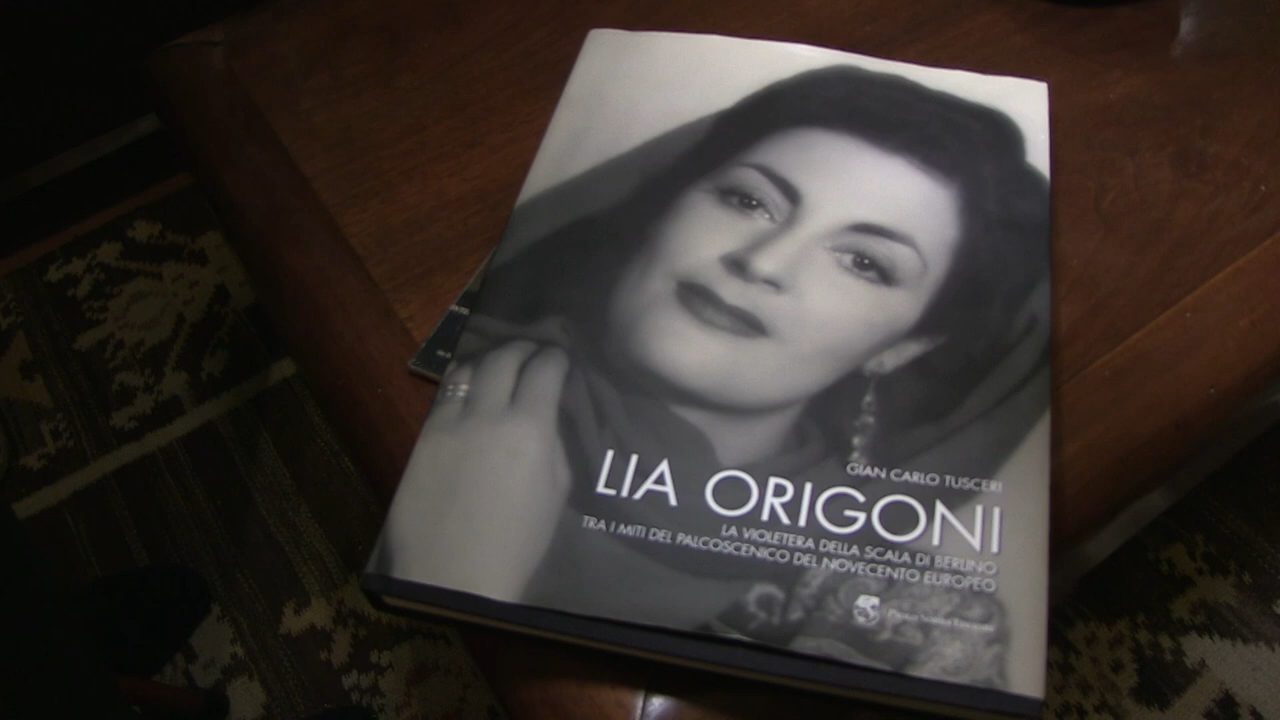 GIAN CARLO TUSCERI
LIA ORIGONI
LA VIOLETERA DELLA SCALA DI BERLINO
TRA I MITI DEL PALCOSCENICO DEL NOVECENTO EUROPEO